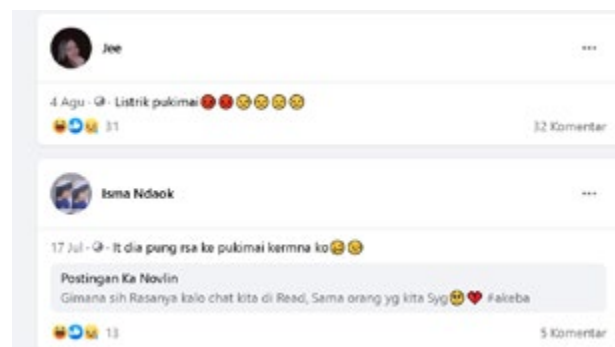 Jee
4 Agu · Listrik pukimai😡😡😒😒😒😒
31
32 Komentar
Isma Ndaok
17 Jul · It dia pung rsa ke pukimai kermna ko😂😒
Postingan Ka Novlin
Gimana sih Rasanya kalo chat kita di Read, Sama orang yg kita Syg🥺💔 #akeba
13
5 Komentar